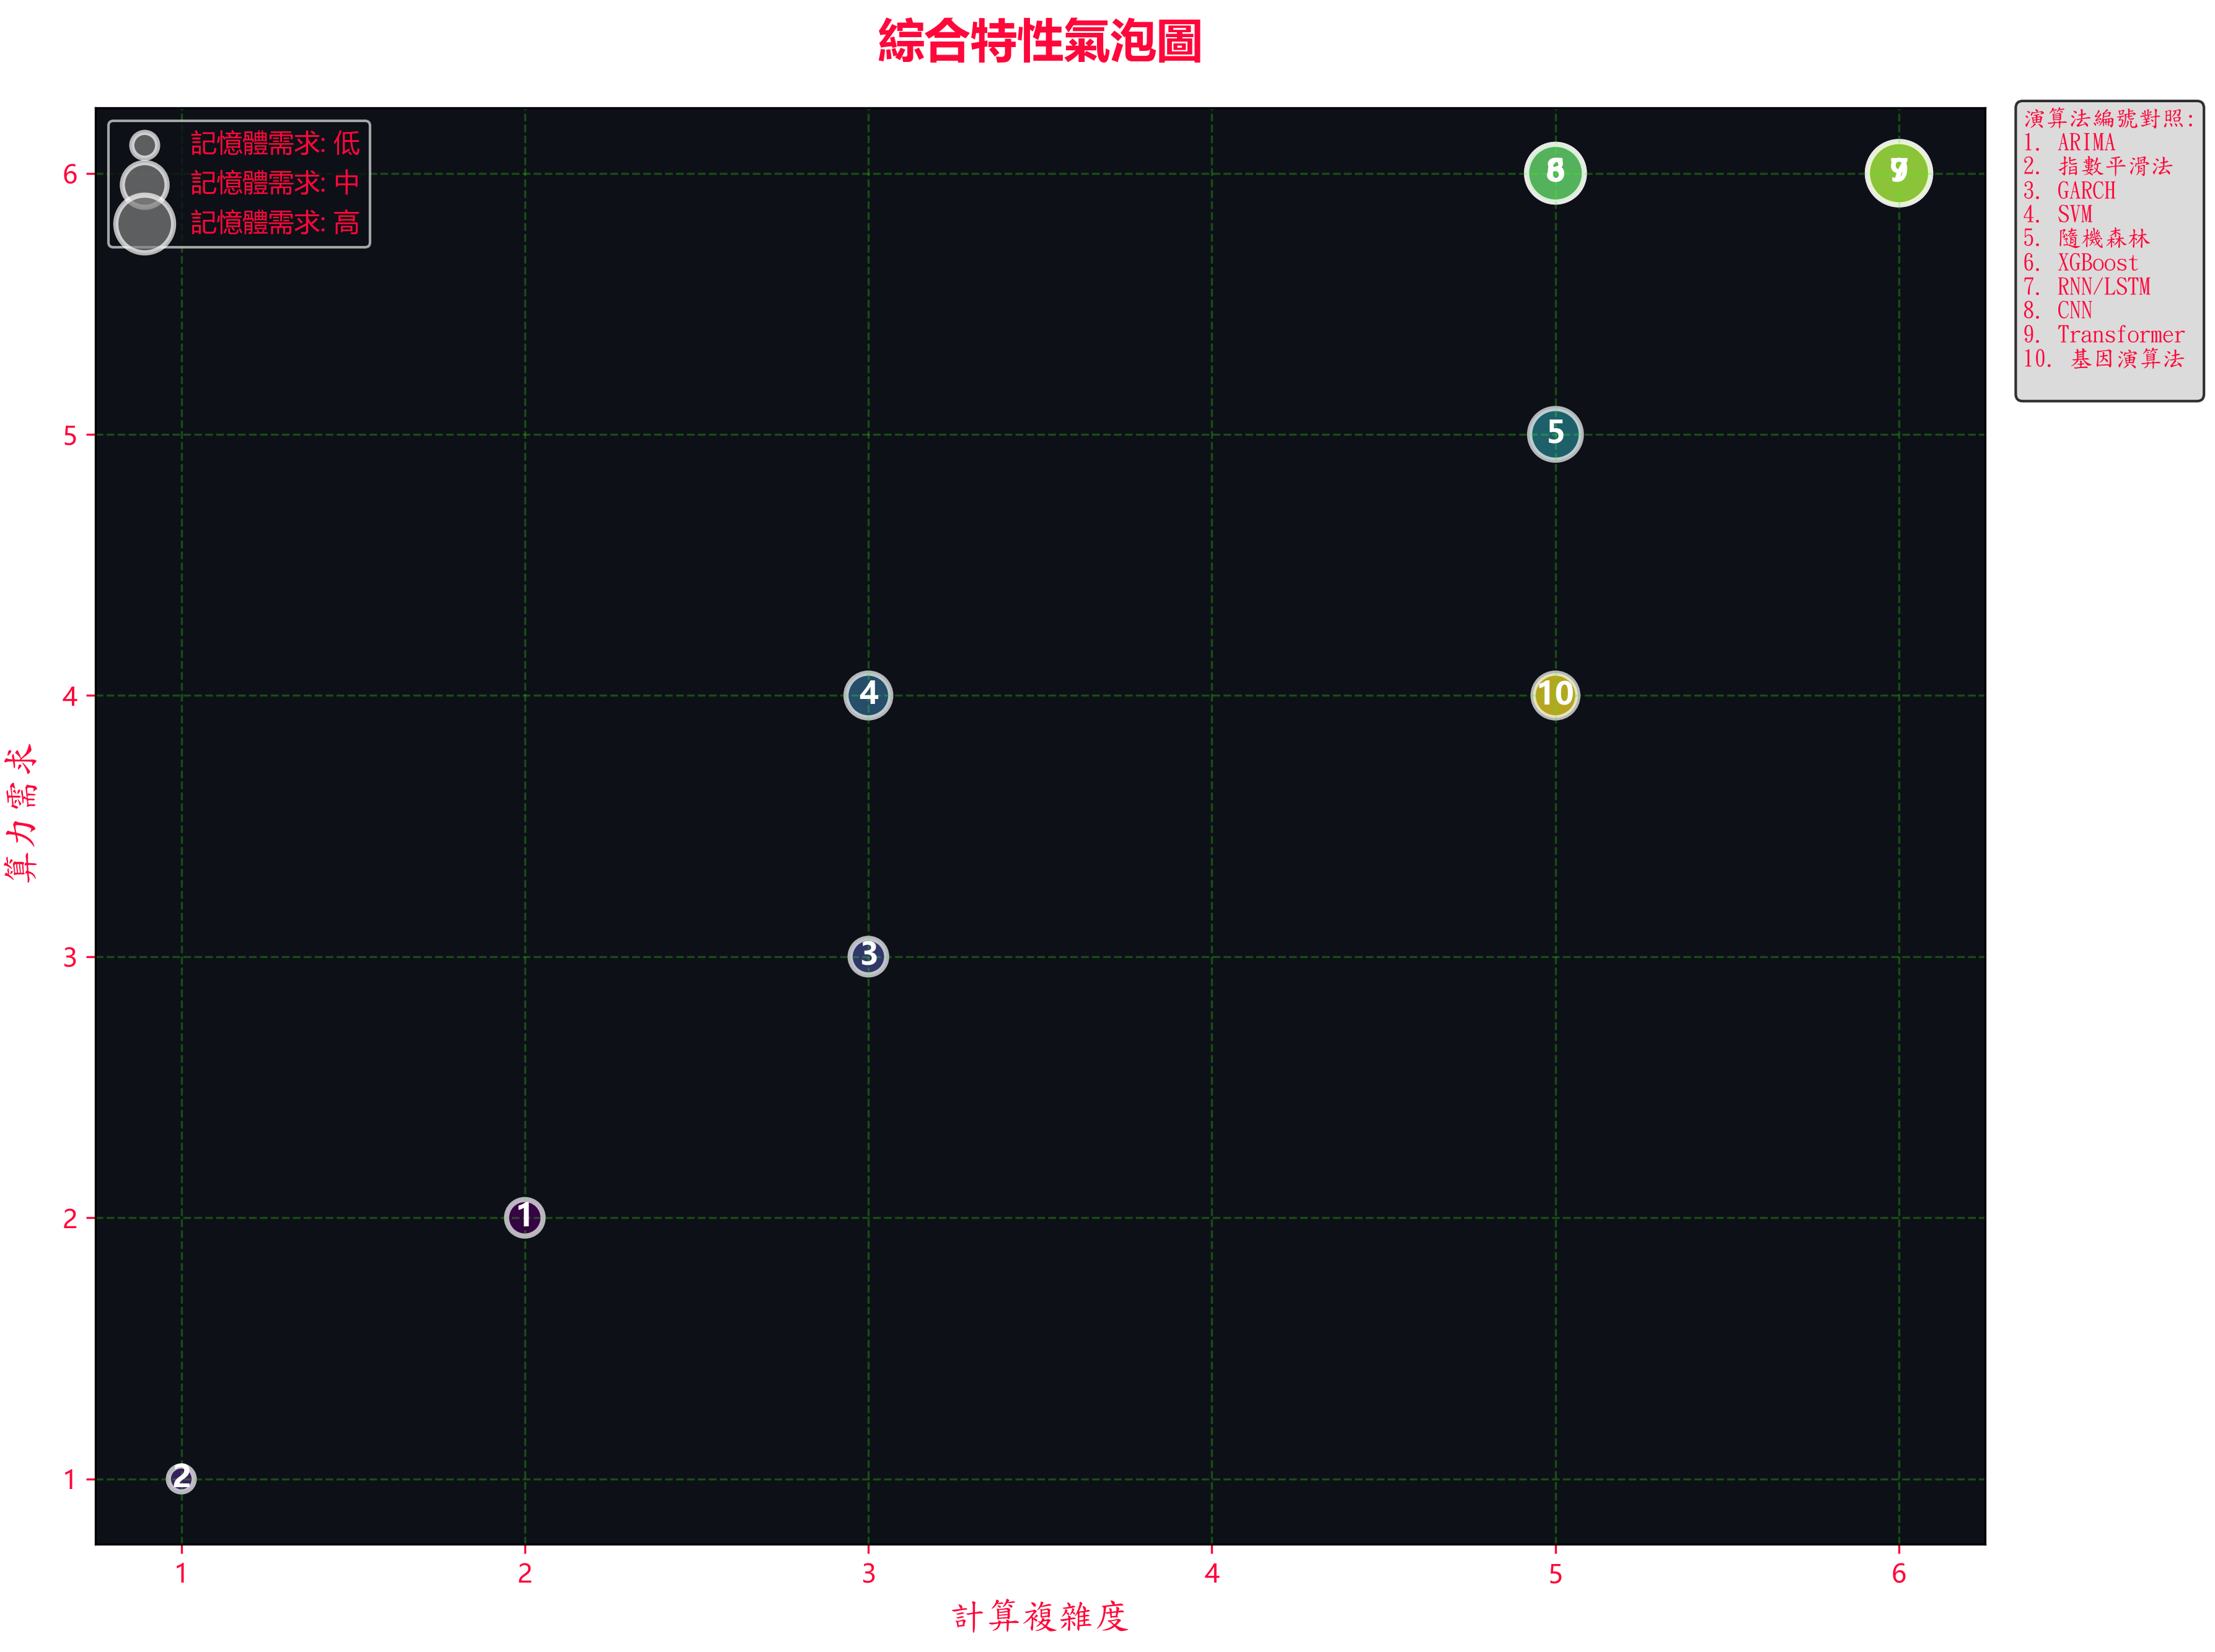 綜合特性氣泡圖
記憶體需求: 低
記憶體需求: 中
記憶體需求: 高
演算法編號對照:
1. ARIMA
2. 指數平滑法
3. GARCH
4. SVM
5. 隨機森林
6. XGBoost
7. RNN/LSTM
8. CNN
9. Transformer
10. 基因演算法
算力需求
6
5
4
3
2
1
5
4
10
3
1
2
1
2
3
4
5
6
計算複雜度